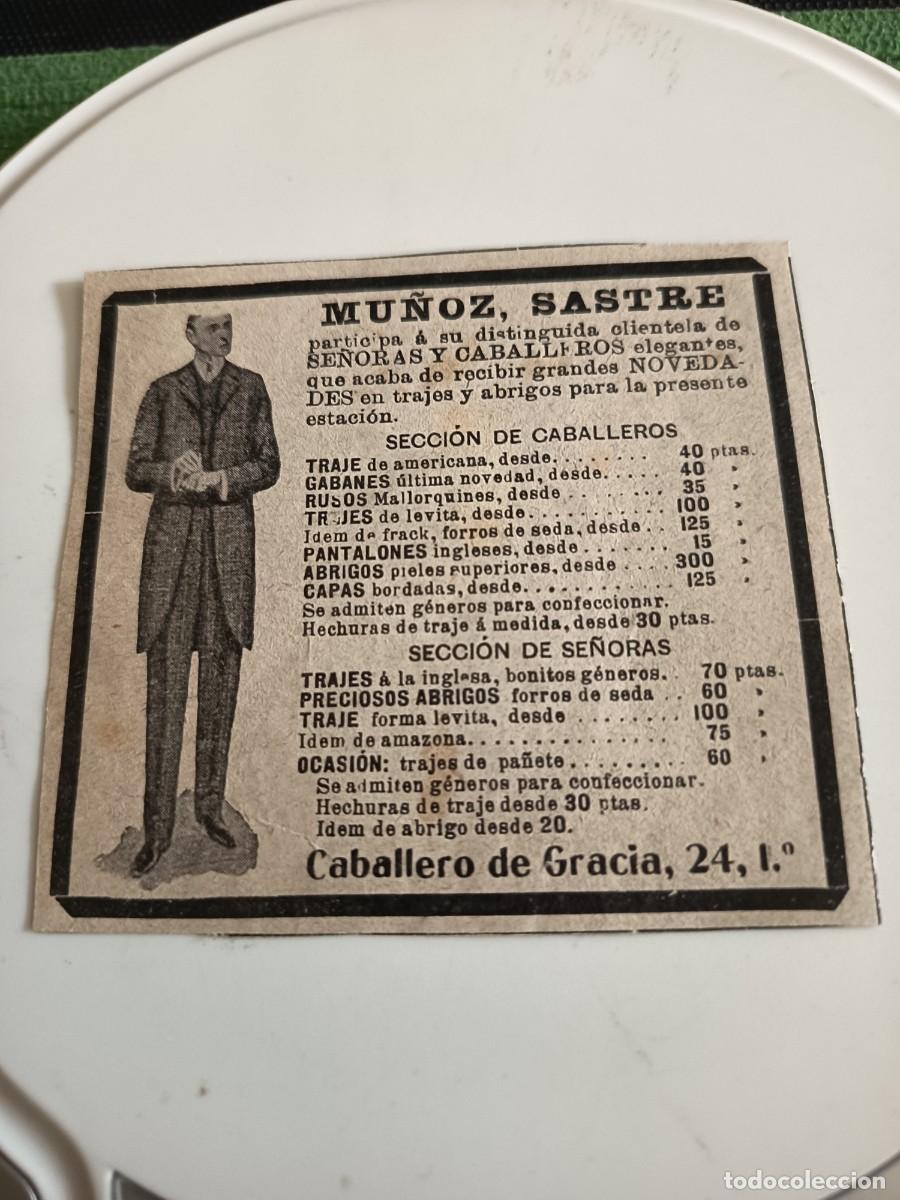 MUÑOZ, SASTRE
participa á su distinguida clientela de
SEÑORAS Y CABALLEROS elegantes,
que acaba de recibir grandes NOVEDA-
DES en trajes y abrigos para la presente
estación.
SECCIÓN DE CABALLEROS
TRAJE de americana, desde........ 40 ptas.
GABANES última novedad, desde..... 40 »
RUSOS Mallorquines, desde ....... 35 »
TRAJES de levita, desde.......... 100 »
Idem de frack, forros de seda, desde.. 125 »
PANTALONES ingleses, desde ....... 15 »
ABRIGOS pieles superiores, desde .... 300 »
CAPAS bordadas, desde............ 125 »
Se admiten géneros para confeccionar.
Hechuras de traje á medida, desde 30 ptas.
SECCIÓN DE SEÑORAS
TRAJES á la inglesa, bonitos géneros.. 70 ptas.
PRECIOSOS ABRIGOS forros de seda .. 60 »
TRAJE forma levita, desde ........ 100 »
Idem de amazona................ 75 »
OCASIÓN: trajes de pañete......... 60 »
Se admiten géneros para confeccionar.
Hechuras de traje desde 30 ptas.
Idem de abrigo desde 20.
Caballero de Gracia, 24, 1.º
todocoleccion